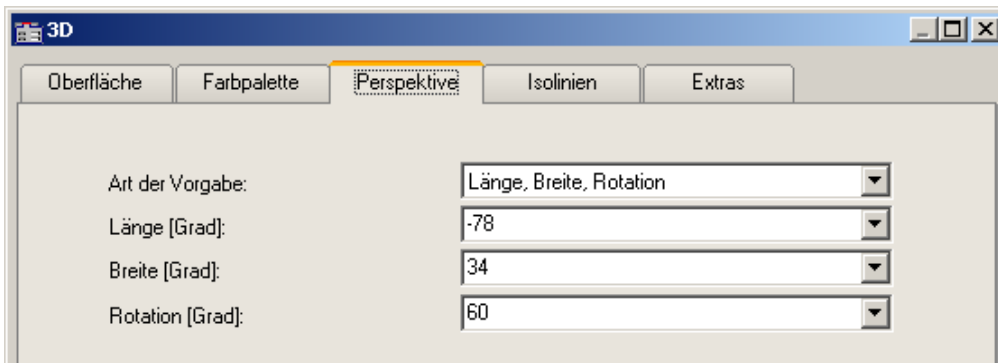 3D
Oberfläche Farbpalette Perspektive Isolinien Extras
Art der Vorgabe: Länge, Breite, Rotation
Länge [Grad]: -78
Breite [Grad]: 34
Rotation [Grad]: 60